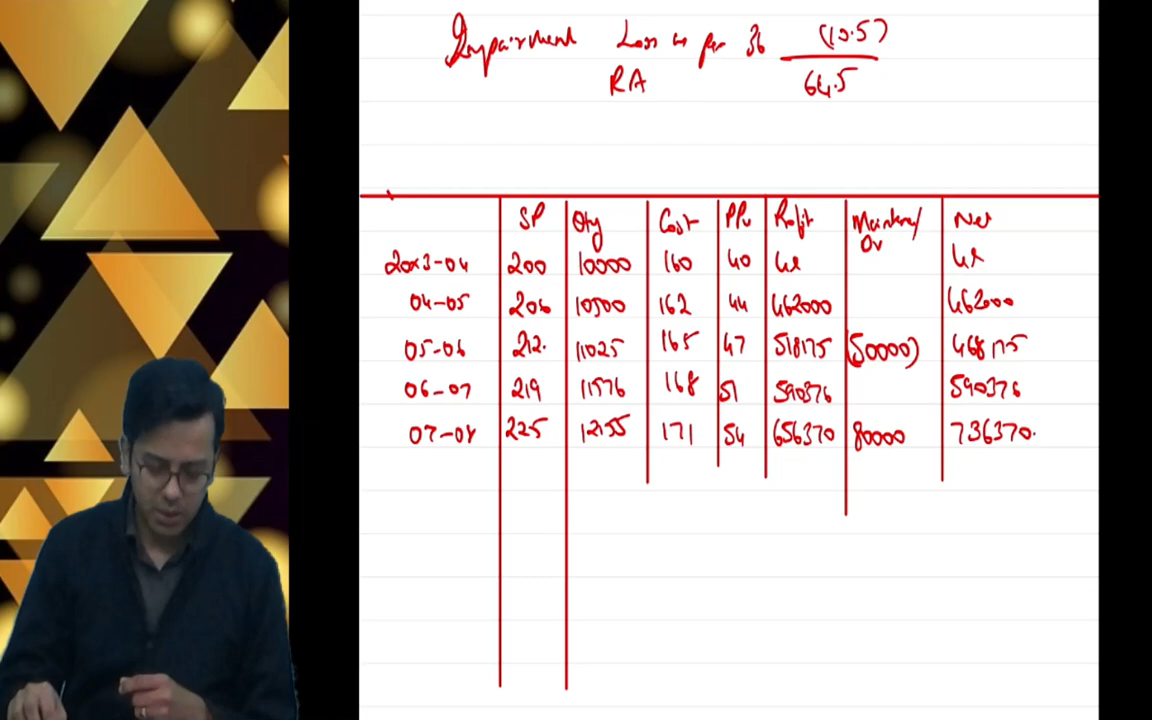 Impairment Loss as per 36 (10.5)
RA 64.5
SP Qty Cost PPu Profit Maintenance/ Net
Ov
20x3-04 200 10000 160 40 4L 4L
04-05 206 10500 162 44 462000 462000
05-06 212. 11025 165 47 518175 (50000) 468175
06-07 219 11576 168 51 590376 590376
07-08 225 12155 171 54 656370 80000 736370.